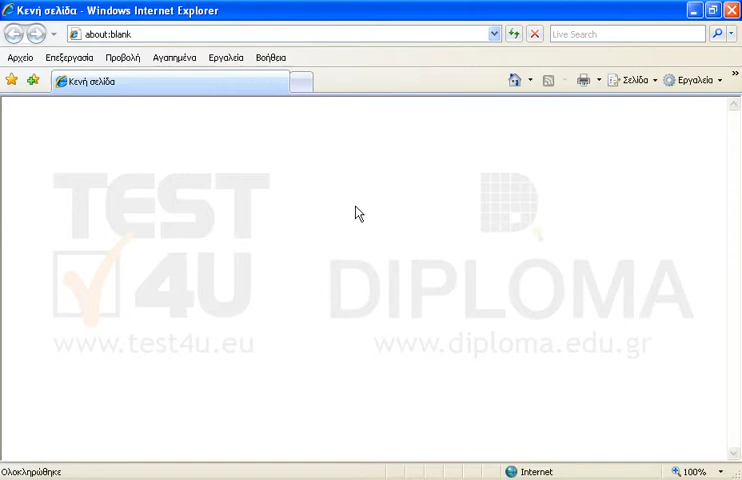 Κενή σελίδα - Windows Internet Explorer
about:blank
Live Search
Αρχείο Επεξεργασία Προβολή Αγαπημένα Εργαλεία Βοήθεια
Κενή σελίδα
Σελίδα Εργαλεία
TEST 4U
www.test4u.eu
DIPLOMA
www.diploma.edu.gr
Ολοκληρώθηκε
Internet
100%